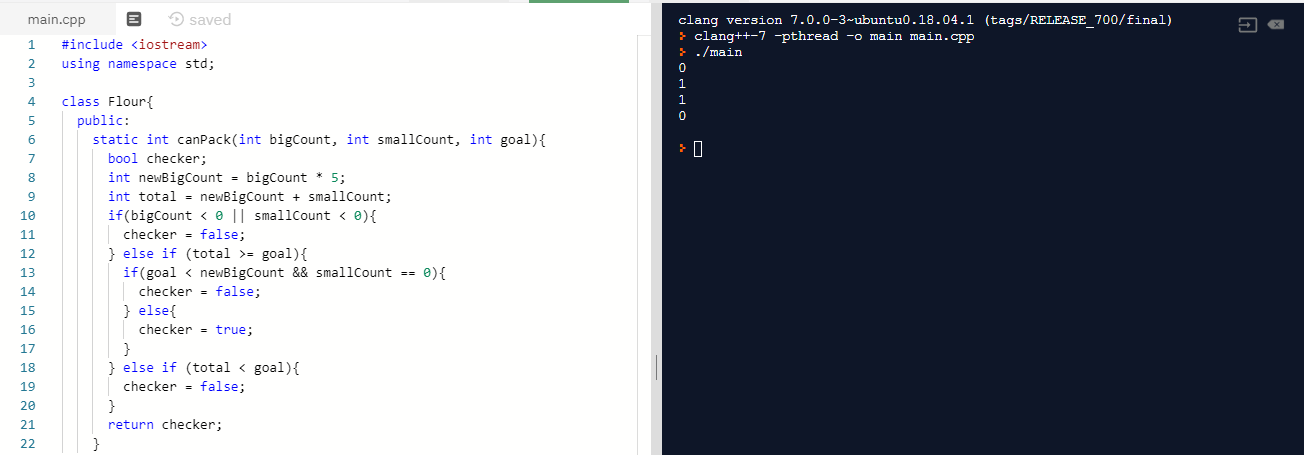 main.cpp saved
1 #include <iostream>
2 using namespace std;
3
4 class Flour{
5 public:
6 static int canPack(int bigCount, int smallCount, int goal){
7 bool checker;
8 int newBigCount = bigCount * 5;
9 int total = newBigCount + smallCount;
10 if(bigCount < 0 || smallCount < 0){
11 checker = false;
12 } else if (total >= goal){
13 if(goal < newBigCount && smallCount == 0){
14 checker = false;
15 } else{
16 checker = true;
17 }
18 } else if (total < goal){
19 checker = false;
20 }
21 return checker;
22 }
clang version 7.0.0-3~ubuntu0.18.04.1 (tags/RELEASE_700/final)
clang++-7 -pthread -o main main.cpp
./main
0
1
1
0